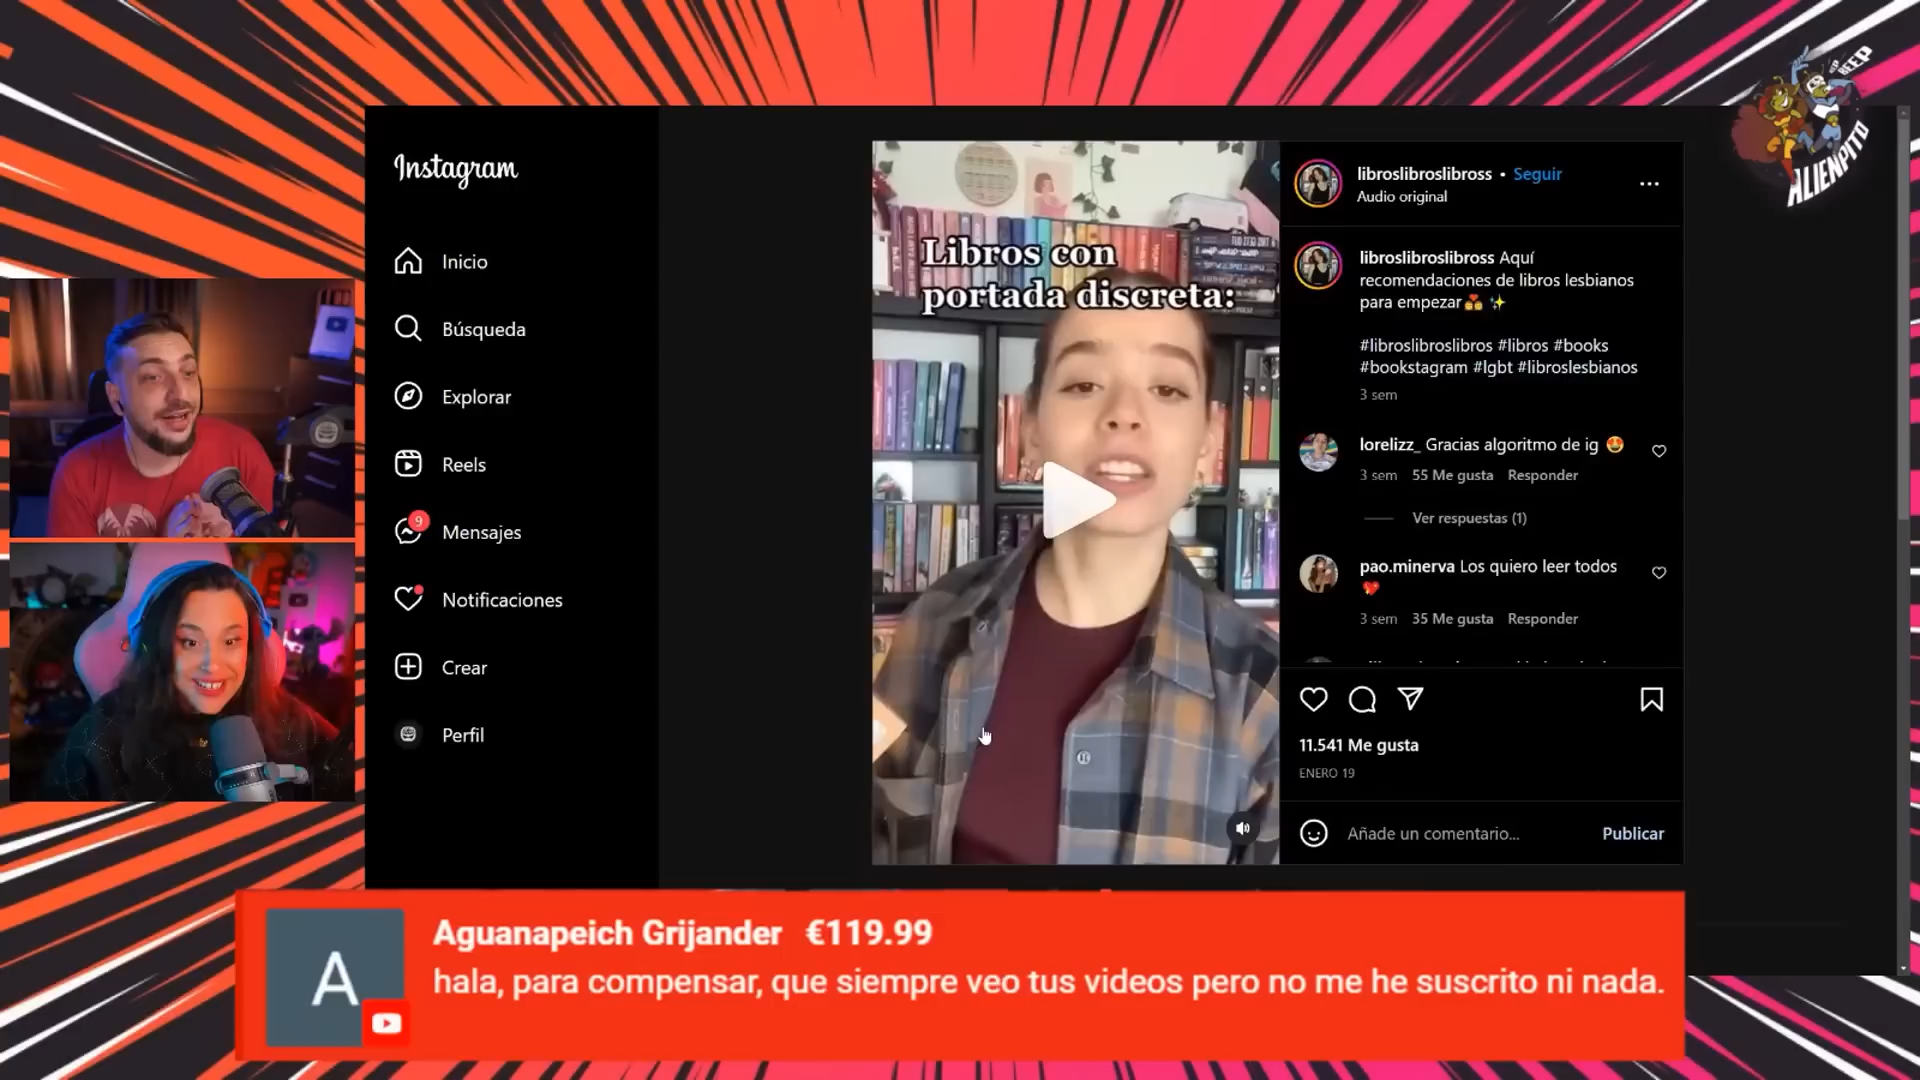 BEEP BEEP
ALIENPITO
Instagram
Inicio
Búsqueda
Explorar
Reels
9
Mensajes
Notificaciones
Crear
Perfil
Libros con
portada discreta:
libroslibroslibross • Seguir
Audio original
libroslibroslibross Aquí
recomendaciones de libros lesbianos
para empezar💏✨
#libroslibroslibros #libros #books
#bookstagram #lgbt #libroslesbianos
3 sem
lorelizz_ Gracias algoritmo de ig 🤩
3 sem 55 Me gusta Responder
Ver respuestas (1)
pao.minerva Los quiero leer todos
💖
3 sem 35 Me gusta Responder
11.541 Me gusta
ENERO 19
Añade un comentario...
Publicar
A
Aguanapeich Grijander €119.99
hala, para compensar, que siempre veo tus videos pero no me he suscrito ni nada.